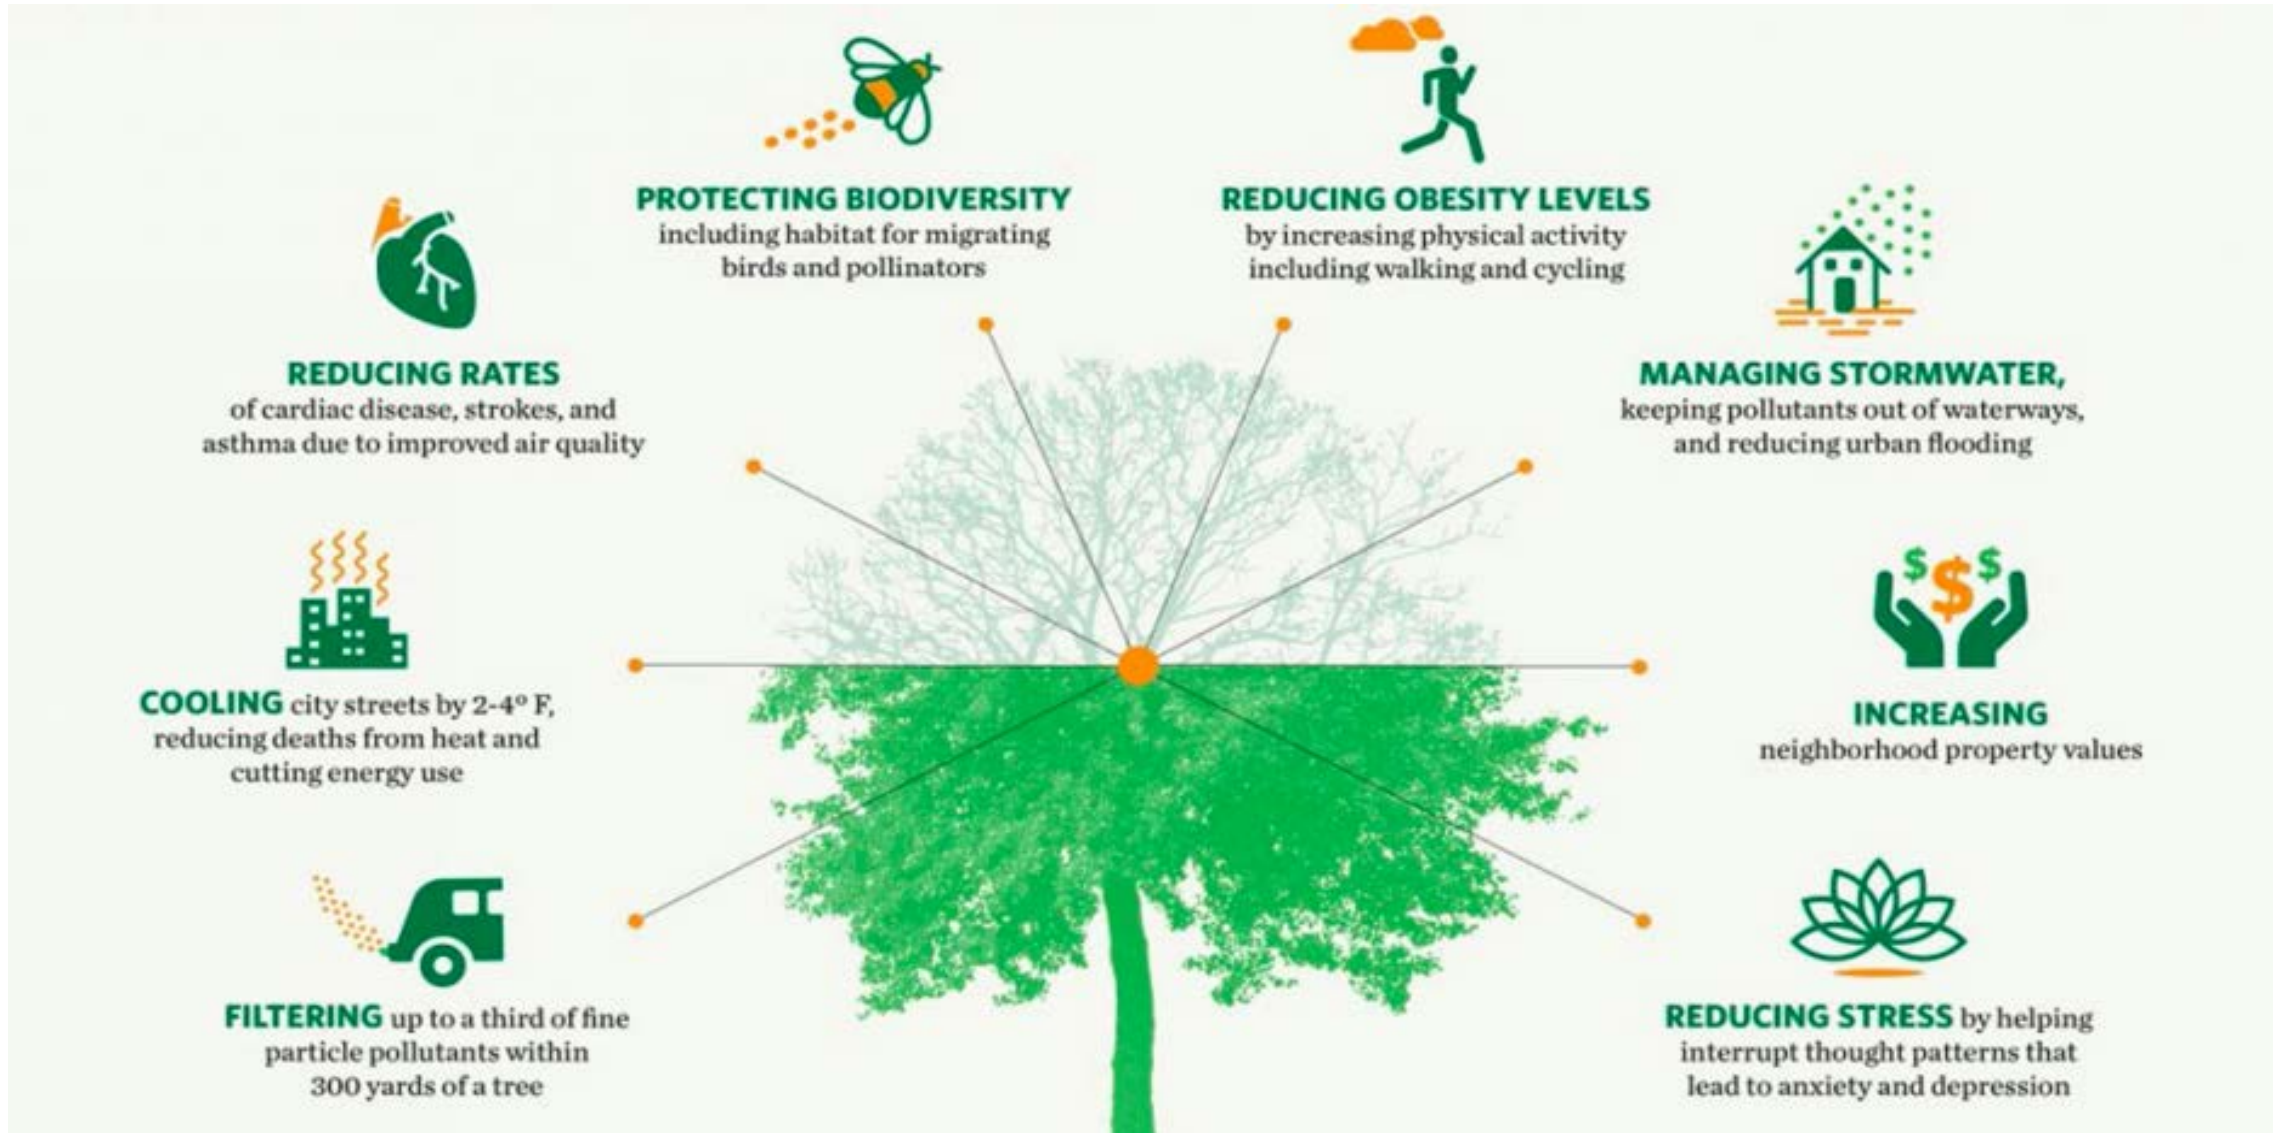 PROTECTING BIODIVERSITY
including habitat for migrating
birds and pollinators
REDUCING OBESITY LEVELS
by increasing physical activity
including walking and cycling
REDUCING RATES
of cardiac disease, strokes, and
asthma due to improved air quality
MANAGING STORMWATER,
keeping pollutants out of waterways,
and reducing urban flooding
COOLING city streets by 2-4º F,
reducing deaths from heat and
cutting energy use
$ $ $
INCREASING
neighborhood property values
FILTERING up to a third of fine
particle pollutants within
300 yards of a tree
REDUCING STRESS by helping
interrupt thought patterns that
lead to anxiety and depression